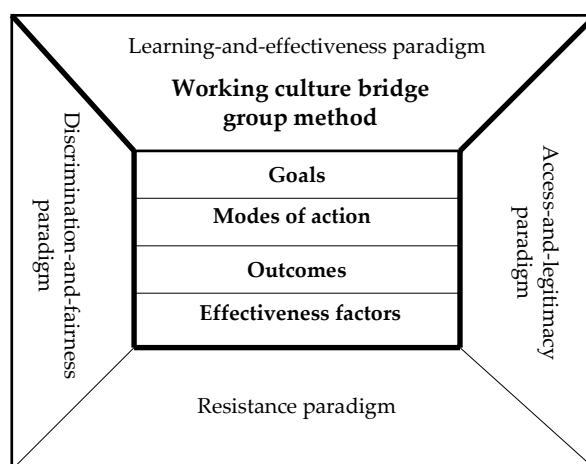 Learning-and-effectiveness paradigm
Working culture bridge
group method
Discrimination-and-fairness
paradigm
Goals
Modes of action
Outcomes
Effectiveness factors
Access-and-legitimacy
paradigm
Resistance paradigm